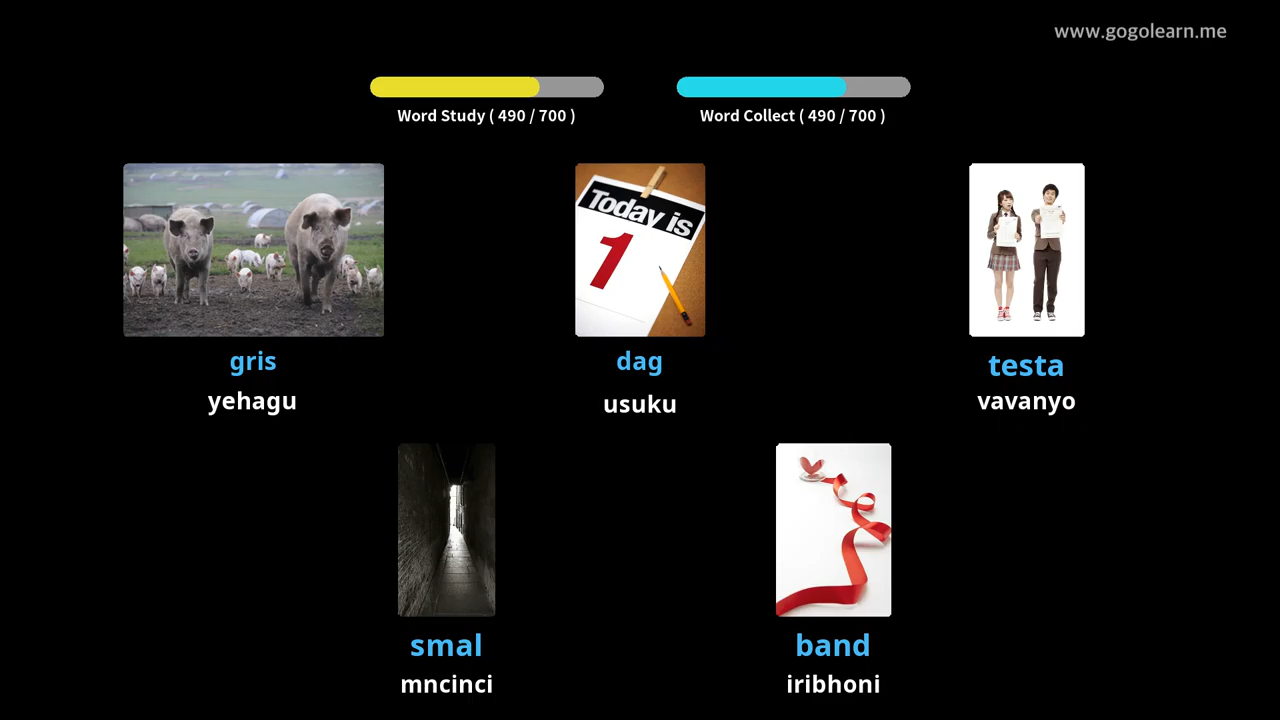 www.gogolearn.me
Word Study ( 490 / 700 )
Word Collect ( 490 / 700 )
Today is
1
gris
yehagu
dag
usuku
testa
vavanyo
smal
mncinci
band
iribhoni